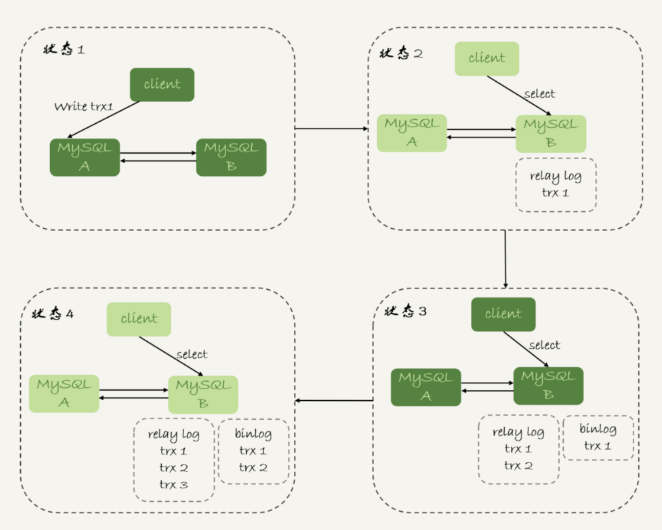 状态1
client
Write trx1
MySQL
A
MySQL
B
状态2
client
select
MySQL
A
MySQL
B
relay log
trx 1
状态3
client
select
MySQL
A
MySQL
B
relay log
trx 1
trx 2
binlog
trx 1
状态4
client
select
MySQL
A
MySQL
B
relay log
trx 1
trx 2
trx 3
binlog
trx 1
trx 2